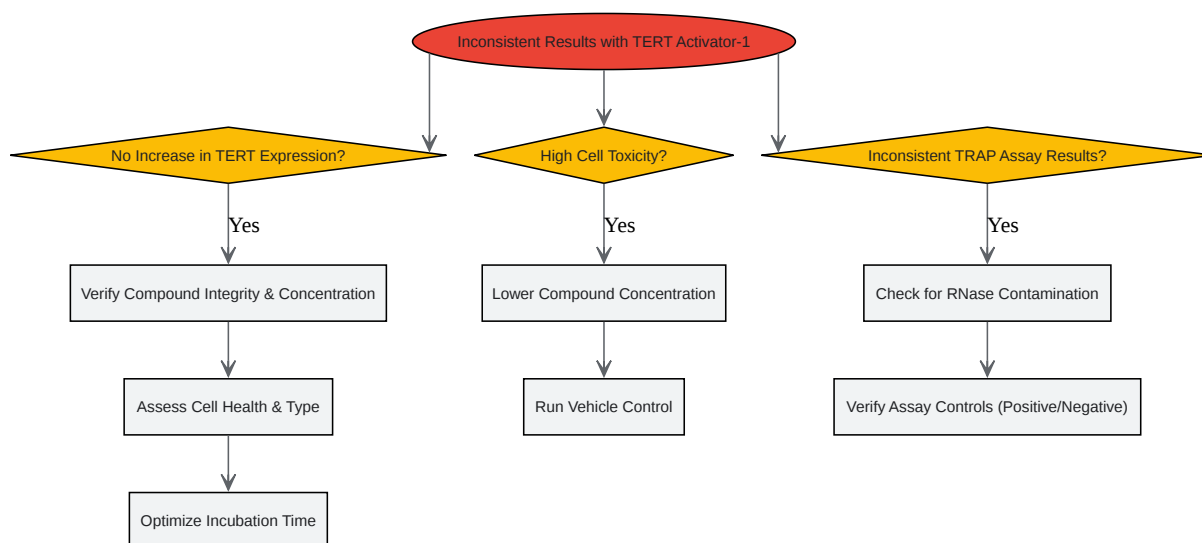 Inconsistent Results with TERT Activator-1
No Increase in TERT Expression?
High Cell Toxicity?
Inconsistent TRAP Assay Results?
Yes
Yes
Yes
Verify Compound Integrity & Concentration
Lower Compound Concentration
Check for RNase Contamination
Assess Cell Health & Type
Run Vehicle Control
Verify Assay Controls (Positive/Negative)
Optimize Incubation Time